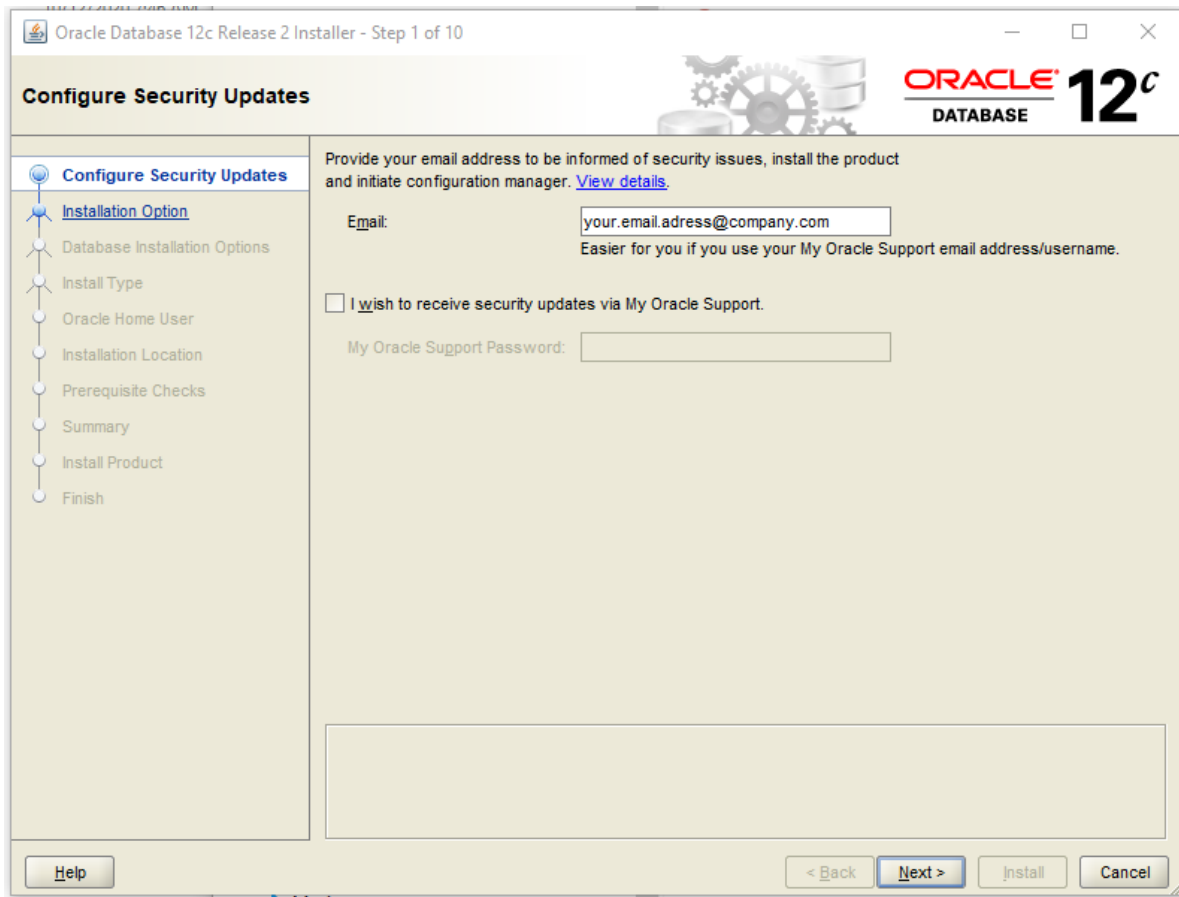 Oracle Database 12c Release 2 Installer - Step 1 of 10
Configure Security Updates
ORACLE
DATABASE
12c
Configure Security Updates
Installation Option
Database Installation Options
Install Type
Oracle Home User
Installation Location
Prerequisite Checks
Summary
Install Product
Finish
Provide your email address to be informed of security issues, install the product
and initiate configuration manager. View details.
Email:
your.email.adress@company.com
Easier for you if you use your My Oracle Support email address/username.
I wish to receive security updates via My Oracle Support.
My Oracle Support Password:
Help
< Back
Next >
Install
Cancel